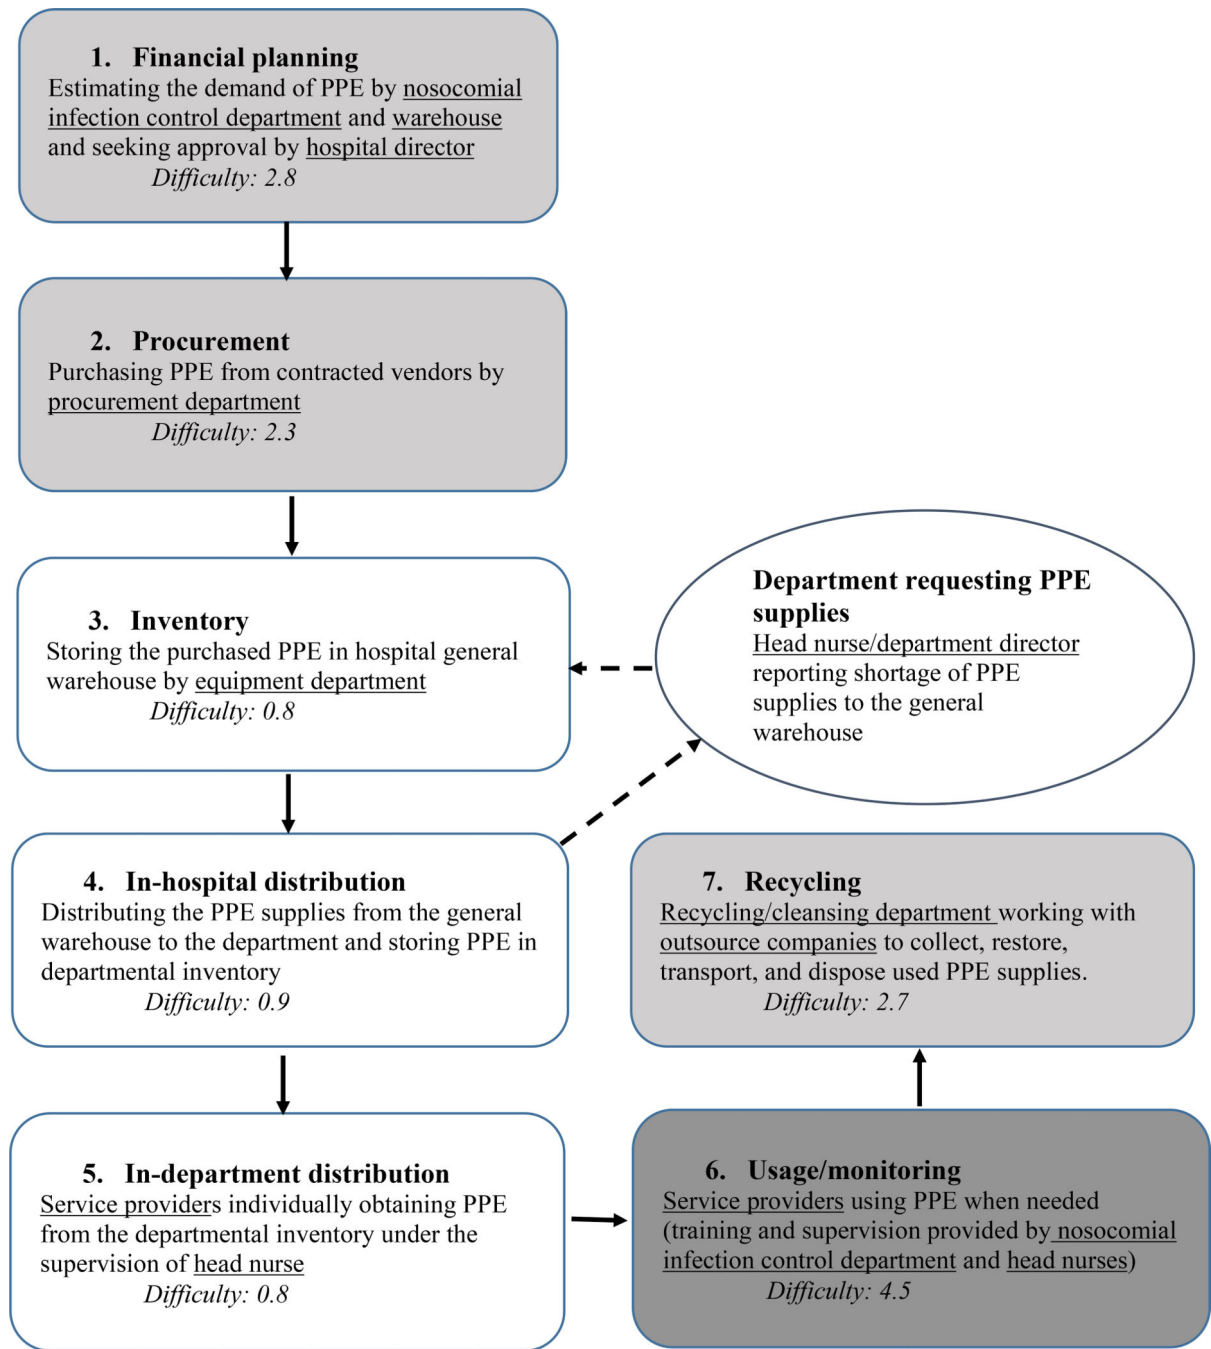 1. Financial planning
Estimating the demand of PPE by nosocomial
infection control department and warehouse
and seeking approval by hospital director
Difficulty: 2.8
2. Procurement
Purchasing PPE from contracted vendors by
procurement department
Difficulty: 2.3
3. Inventory
Storing the purchased PPE in hospital general
warehouse by equipment department
Difficulty: 0.8
Department requesting PPE
supplies
Head nurse/department director
reporting shortage of PPE
supplies to the general
warehouse
4. In-hospital distribution
Distributing the PPE supplies from the general
warehouse to the department and storing PPE in
departmental inventory
Difficulty: 0.9
5. In-department distribution
Service providers individually obtaining PPE
from the departmental inventory under the
supervision of head nurse
Difficulty: 0.8
6. Usage/monitoring
Service providers using PPE when needed
(training and supervision provided by nosocomial
infection control department and head nurses)
Difficulty: 4.5
7. Recycling
Recycling/cleansing department working with
outsource companies to collect, restore,
transport, and dispose used PPE supplies.
Difficulty: 2.7